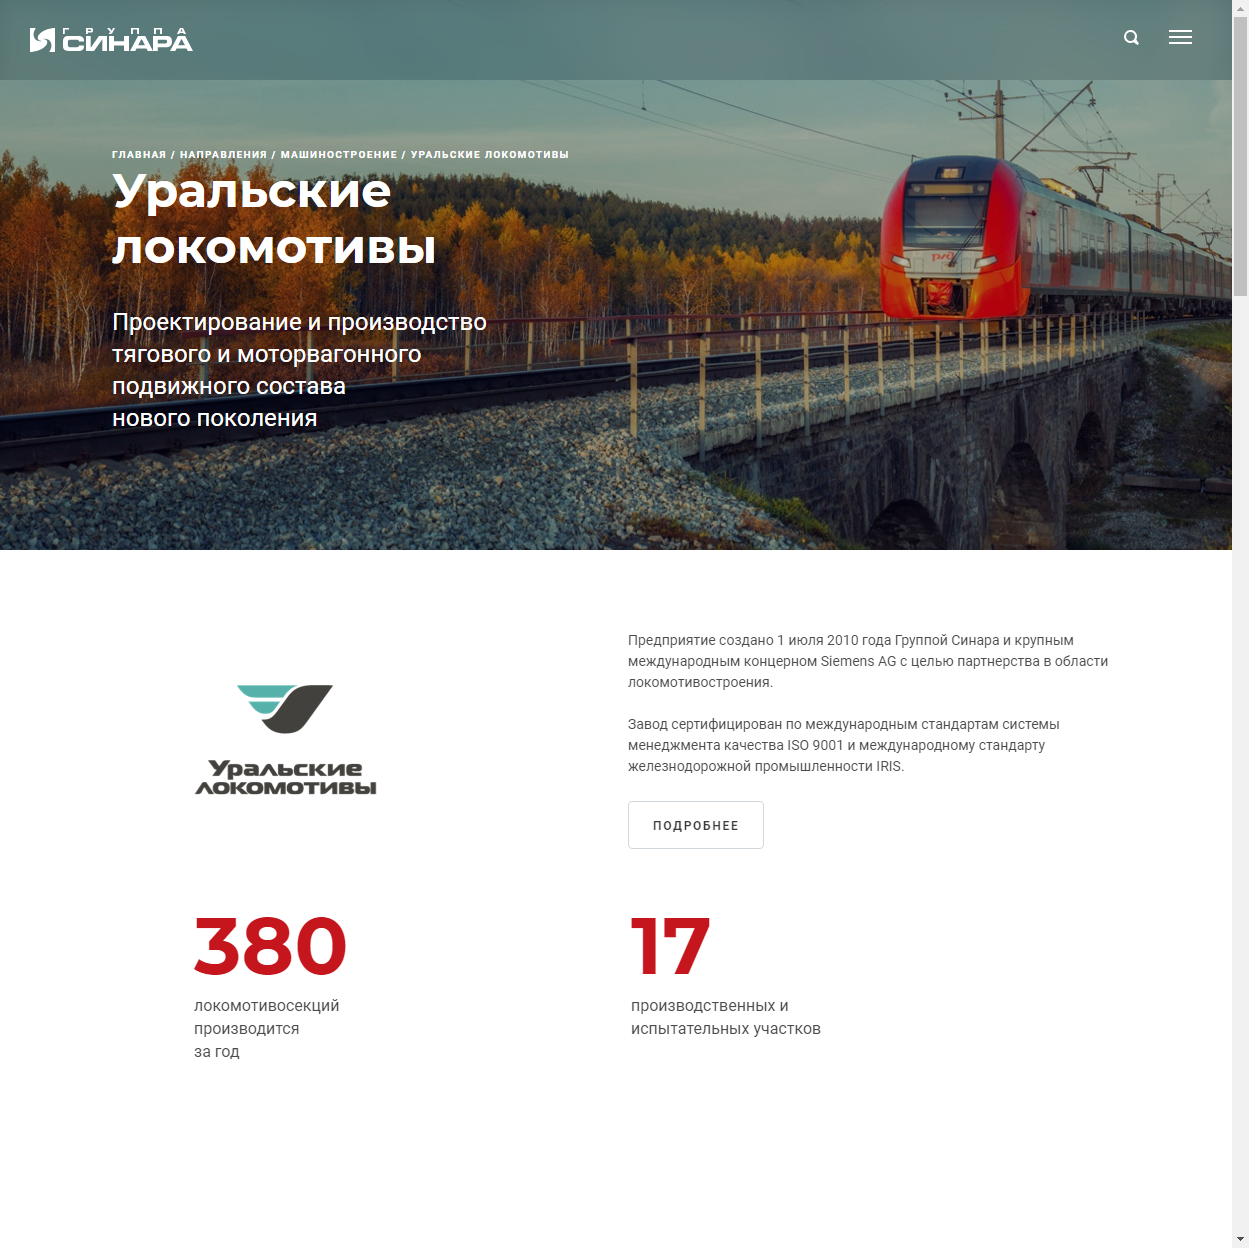 ГРУППА
СИНАРА
ГЛАВНАЯ / НАПРАВЛЕНИЯ / МАШИНОСТРОЕНИЕ / УРАЛЬСКИЕ ЛОКОМОТИВЫ
Уральские
локомотивы
Проектирование и производство
тягового и моторвагонного
подвижного состава
нового поколения
Предприятие создано 1 июля 2010 года Группой Синара и крупным
международным концерном Siemens AG с целью партнерства в области
локомотивостроения.
Завод сертифицирован по международным стандартам системы
менеджмента качества ISO 9001 и международному стандарту
железнодорожной промышленности IRIS.
Уральские
локомотивы
ПОДРОБНЕЕ
380
локомотивосекций
производится
за год
17
производственных и
испытательных участков